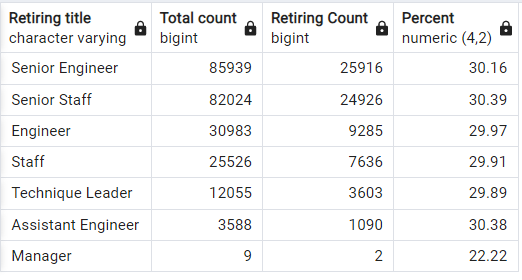 Retiring title Total count Retiring Count Percent
character varying bigint bigint numeric (4,2)
Senior Engineer 85939 25916 30.16
Senior Staff 82024 24926 30.39
Engineer 30983 9285 29.97
Staff 25526 7636 29.91
Technique Leader 12055 3603 29.89
Assistant Engineer 3588 1090 30.38
Manager 9 2 22.22